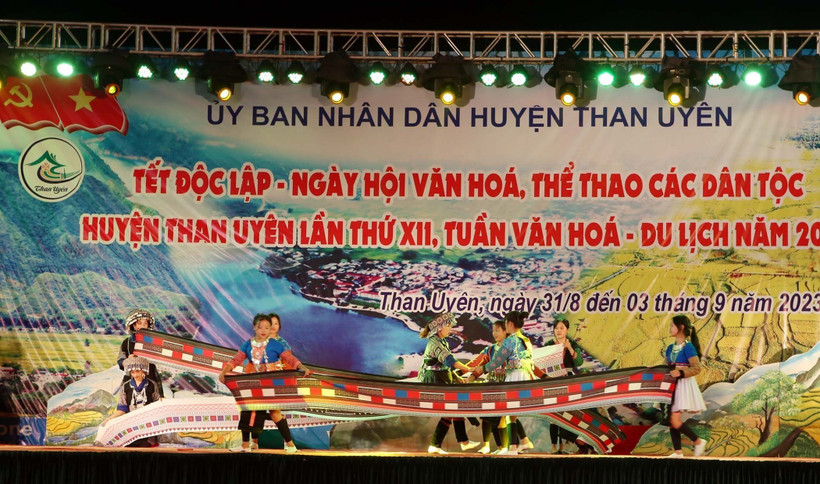 ỦY BAN NHÂN DÂN HUYỆN THAN UYÊN
Than Uyên
TẾT ĐỘC LẬP - NGÀY HỘI VĂN HOÁ, THỂ THAO CÁC DÂN TỘC
HUYỆN THAN UYÊN LẦN THỨ XII, TUẦN VĂN HOÁ - DU LỊCH NĂM 20
Than Uyên, ngày 31/8 đến 03 tháng 9 năm 2023